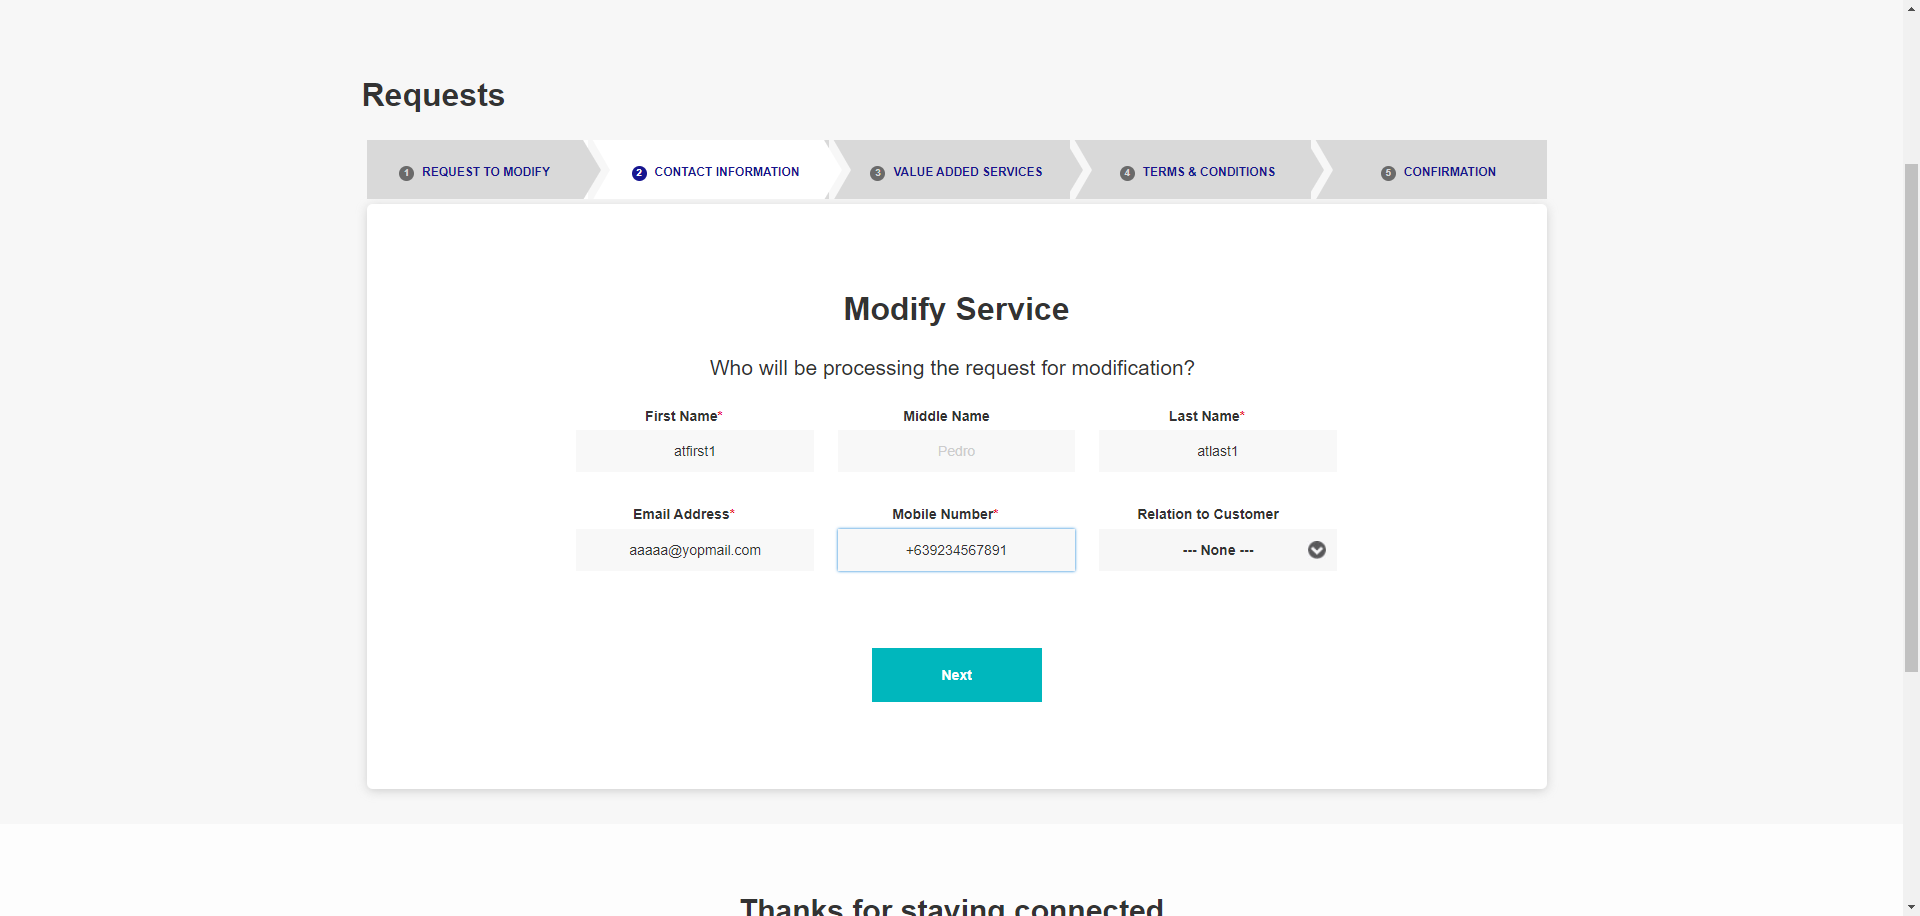 Requests
1 REQUEST TO MODIFY
2 CONTACT INFORMATION
3 VALUE ADDED SERVICES
4 TERMS & CONDITIONS
5 CONFIRMATION
Modify Service
Who will be processing the request for modification?
First Name* Middle Name Last Name*
atfirst1 Pedro atlast1
Email Address* Mobile Number* Relation to Customer
aaaaa@yopmail.com +639234567891 --- None ---
Next
Thanks for staying connected